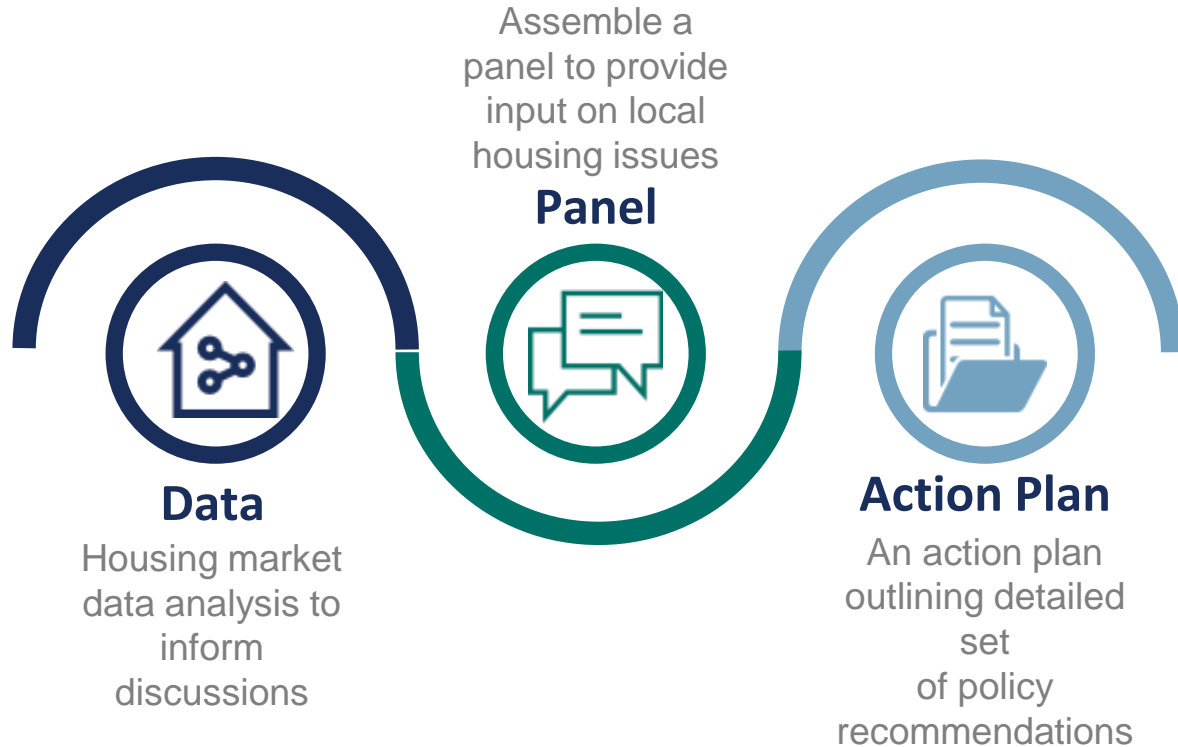 Data
Housing market
data analysis to
inform
discussions
Assemble a
panel to provide
input on local
housing issues
Panel
Action Plan
An action plan
outlining detailed
set
of policy
recommendations